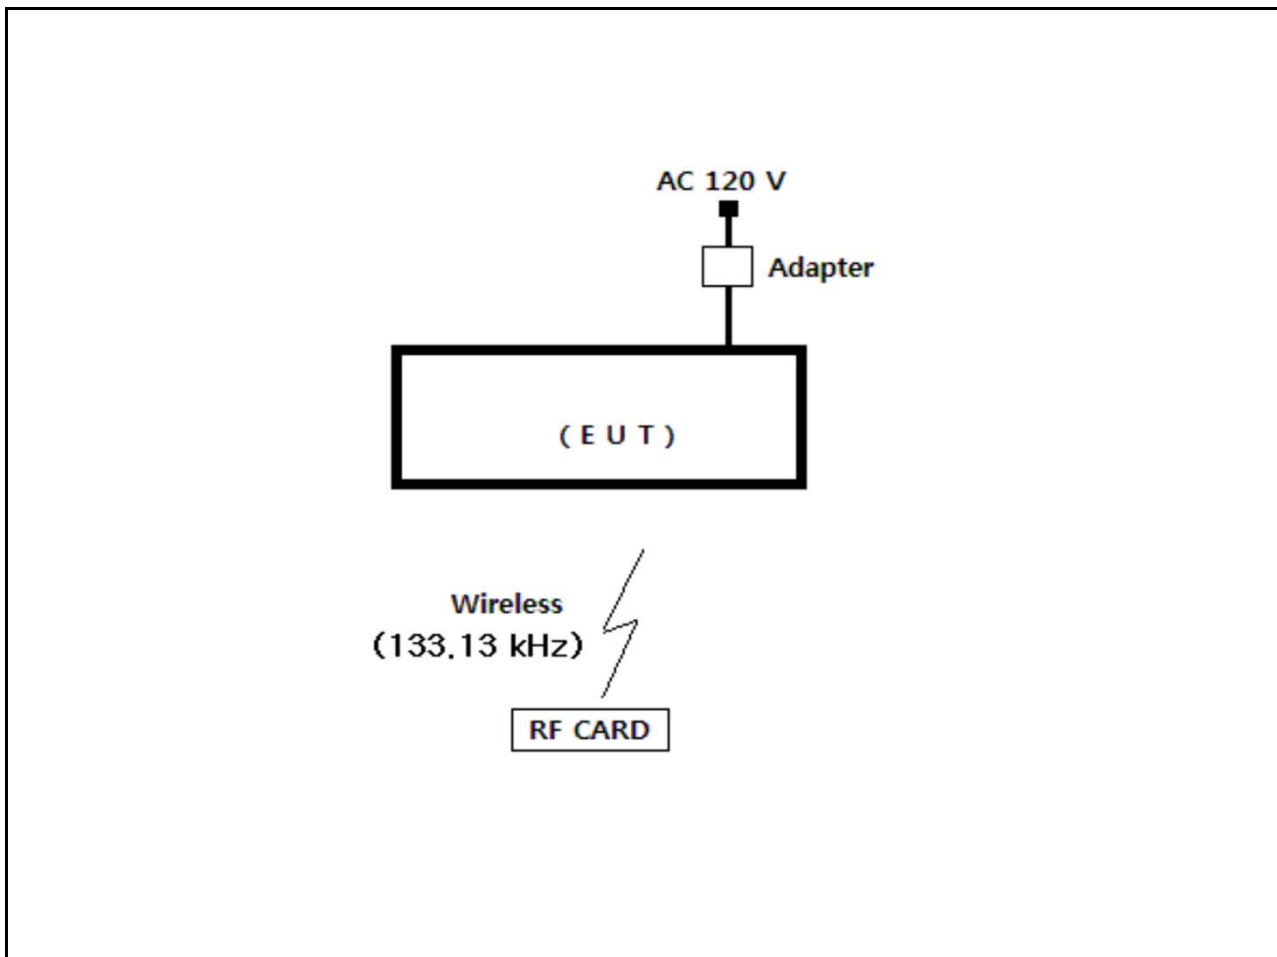 AC 120 V
Adapter
( E U T )
Wireless
(133.13 kHz)
RF CARD